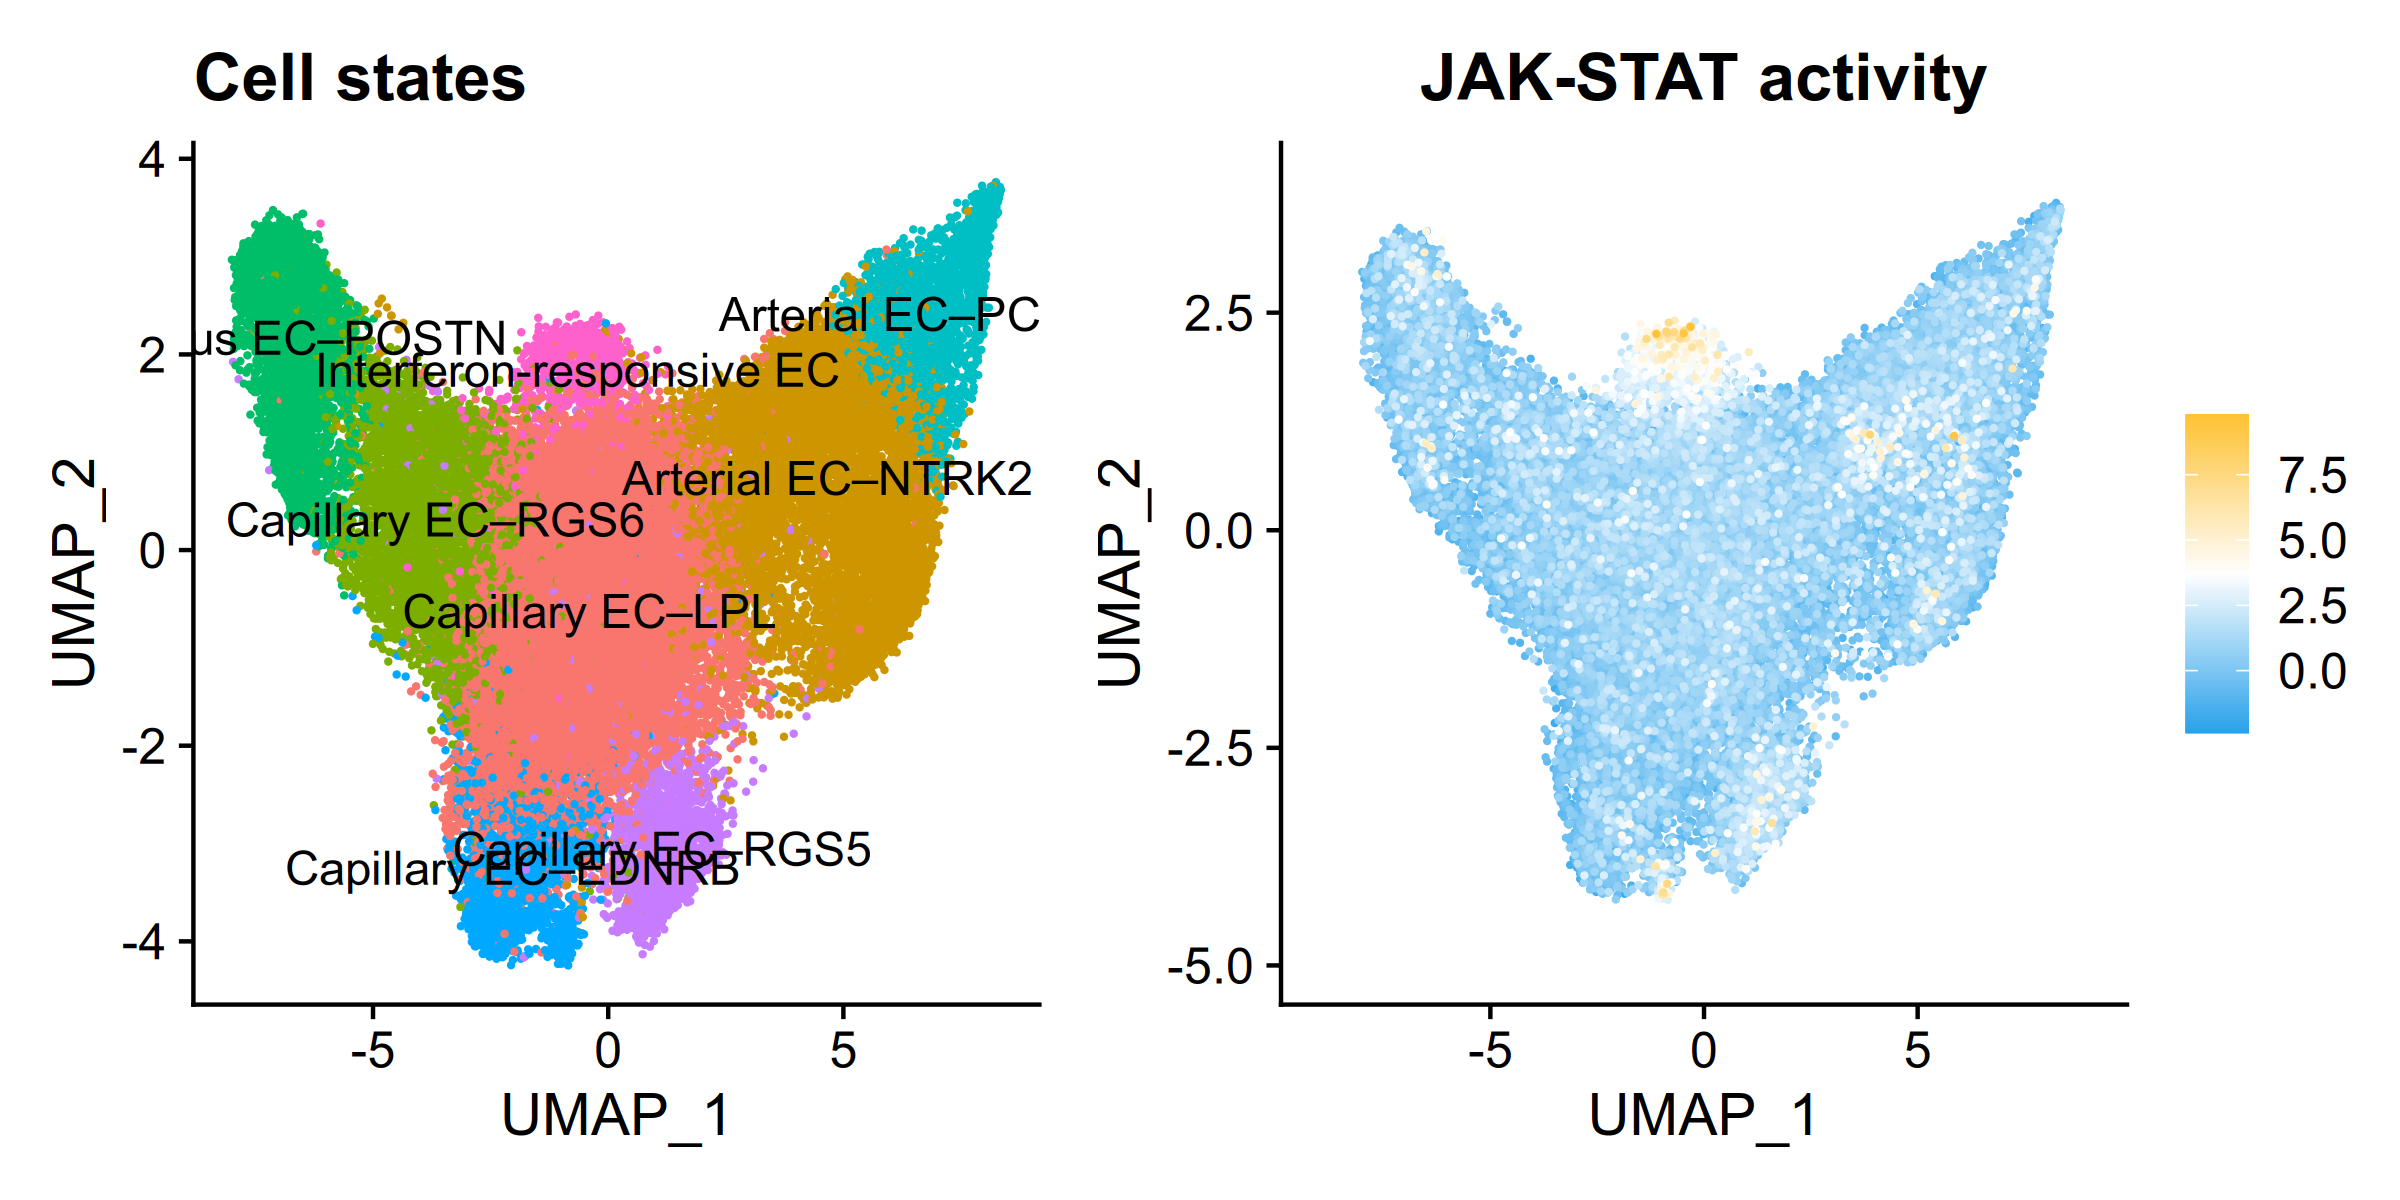 Cell states
4
2
0
-2
-4
UMAP_2
us EC–POSTN
Interferon-responsive EC
Arterial EC–PC
Arterial EC–NTRK2
Capillary EC–RGS6
Capillary EC–LPL
Capillary EC–RGS5
Capillary EC–EDNRB
-5
0
5
UMAP_1
JAK-STAT activity
2.5
0.0
-2.5
-5.0
UMAP_2
-5
0
5
UMAP_1
7.5
5.0
2.5
0.0